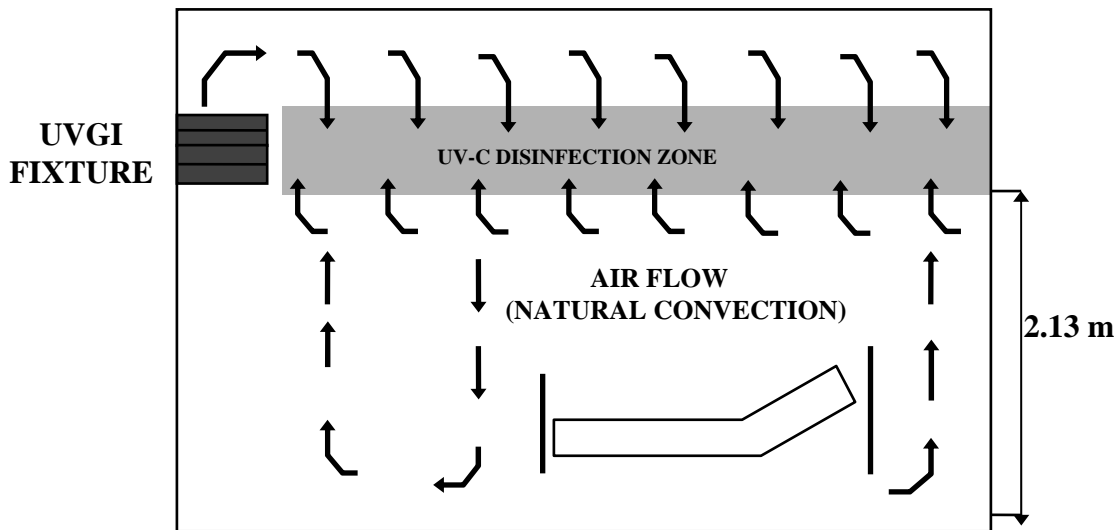 UVGI
FIXTURE
UV-C DISINFECTION ZONE
AIR FLOW
(NATURAL CONVECTION)
2.13 m